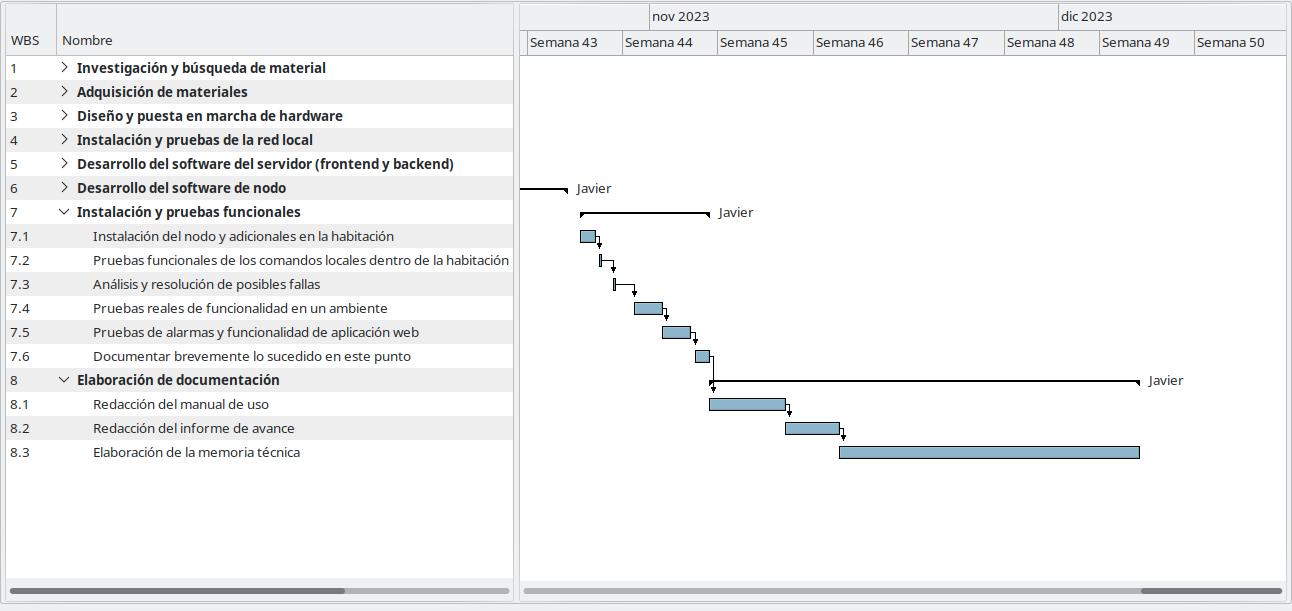 nov 2023 dic 2023
WBS Nombre Semana 43 Semana 44 Semana 45 Semana 46 Semana 47 Semana 48 Semana 49 Semana 50
1 Investigación y búsqueda de material
2 Adquisición de materiales
3 Diseño y puesta en marcha de hardware
4 Instalación y pruebas de la red local
5 Desarrollo del software del servidor (frontend y backend)
6 Desarrollo del software de nodo Javier
7 Instalación y pruebas funcionales Javier
7.1 Instalación del nodo y adicionales en la habitación
7.2 Pruebas funcionales de los comandos locales dentro de la habitación
7.3 Análisis y resolución de posibles fallas
7.4 Pruebas reales de funcionalidad en un ambiente
7.5 Pruebas de alarmas y funcionalidad de aplicación web
7.6 Documentar brevemente lo sucedido en este punto
8 Elaboración de documentación Javier
8.1 Redacción del manual de uso
8.2 Redacción del informe de avance
8.3 Elaboración de la memoria técnica